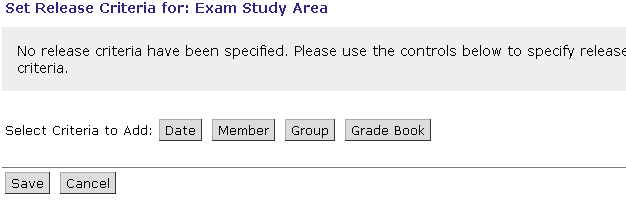 Set Release Criteria for: Exam Study Area
No release criteria have been specified. Please use the controls below to specify release
criteria.
Select Criteria to Add: Date Member Group Grade Book
Save Cancel